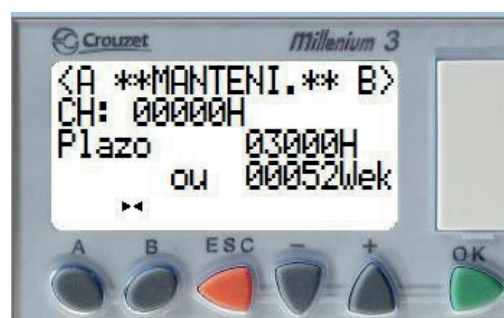 Crouzet Millenium 3
<A **MANTENI.** B>
CH: 00000H
Plazo 03000H
ou 00052Wek
A B ESC – + OK